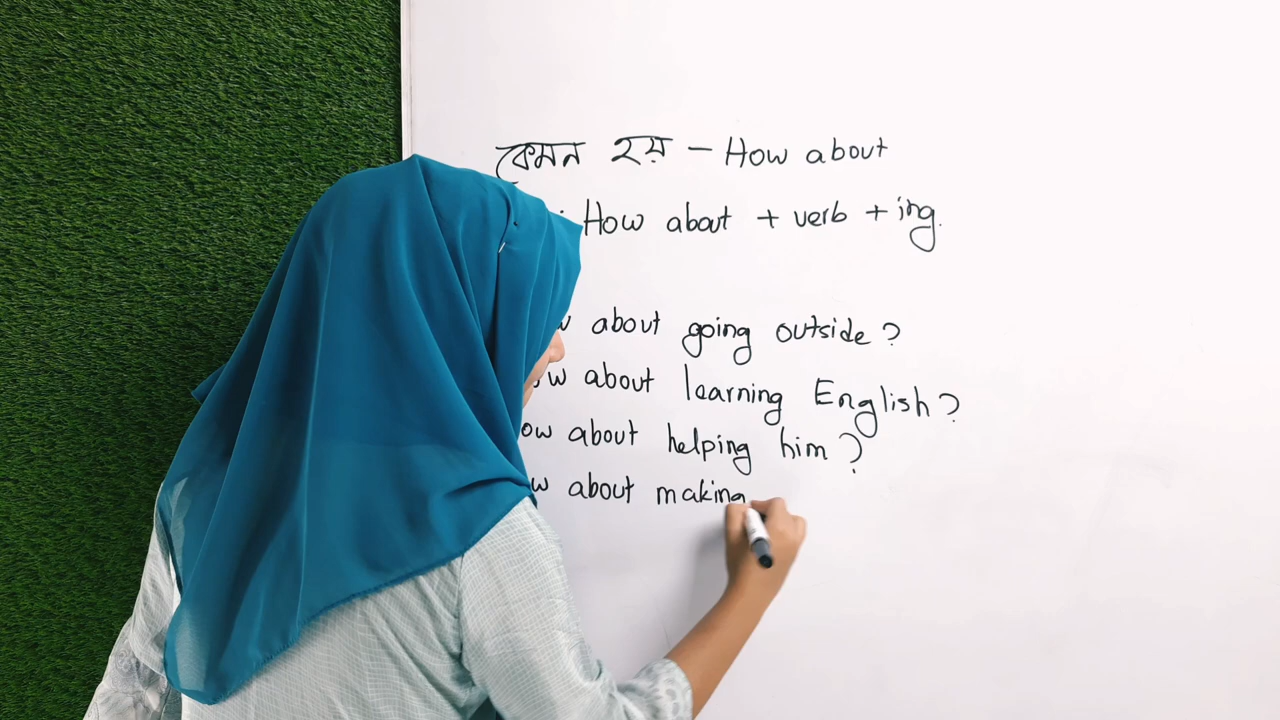 কেমন হয় – How about
How about + verb + ing.
about going outside?
about learning English?
about helping him?
about making